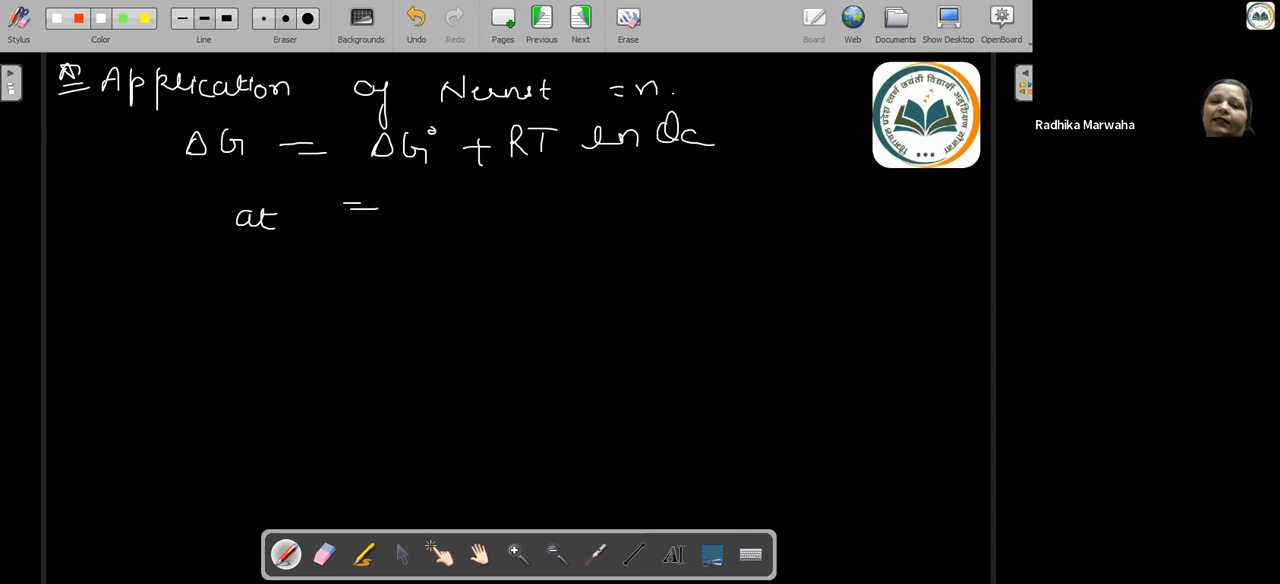 Stylus Color Line Eraser Backgrounds Undo Redo Pages Previous Next Erase Board Web Documents Show Desktop OpenBoard
Application of Nernst =n.
ΔG = ΔG° + RT ln Qc
at =
Radhika Marwaha
AI